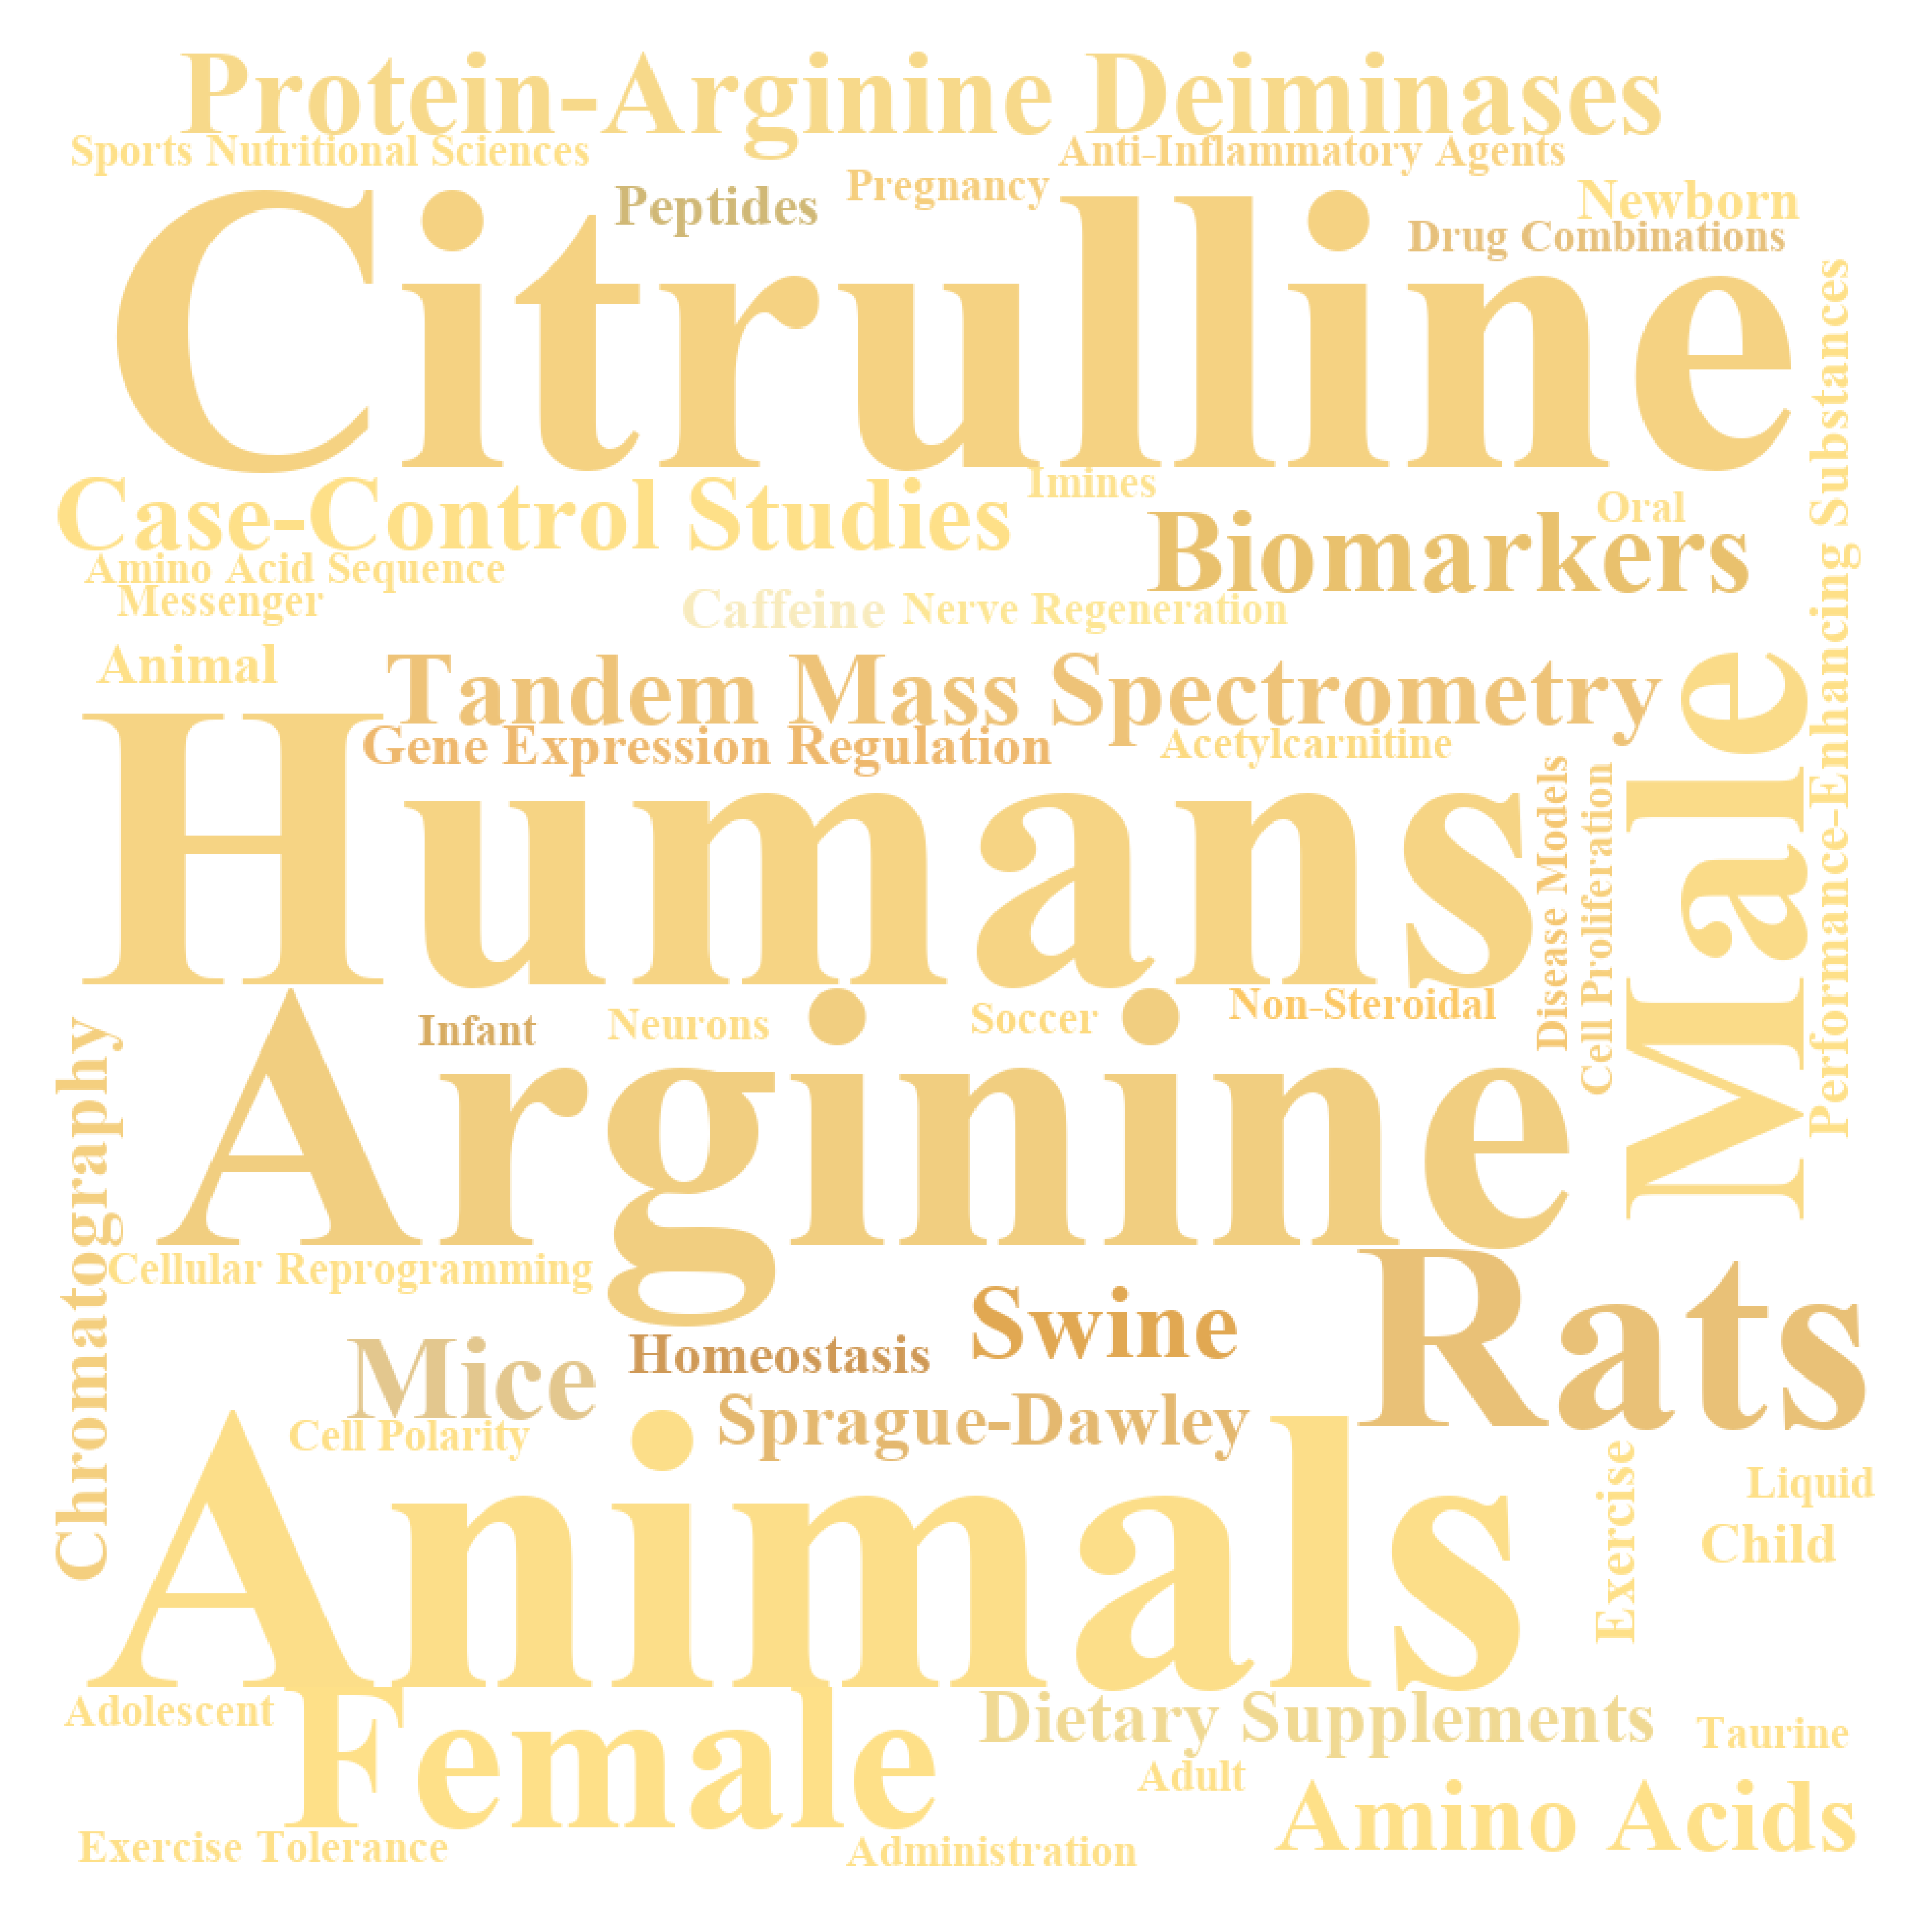 Protein-Arginine Deiminases
Sports Nutritional Sciences
Anti-Inflammatory Agents
Peptides
Pregnancy
Newborn
Drug Combinations
Citrulline
Performance-Enhancing Substances
Case-Control Studies
Imines
Oral
Biomarkers
Amino Acid Sequence
Messenger
Caffeine
Nerve Regeneration
Animal
Tandem Mass Spectrometry
Gene Expression Regulation
Acetylcarnitine
Male
Humans
Disease Models
Cell Proliferation
Non-Steroidal
Infant
Neurons
Soccer
Arginine
Chromatography
Cellular Reprogramming
Rats
Swine
Mice
Homeostasis
Sprague-Dawley
Cell Polarity
Animals
Exercise
Liquid
Child
Adolescent
Female
Dietary Supplements
Taurine
Adult
Amino Acids
Exercise Tolerance
Administration